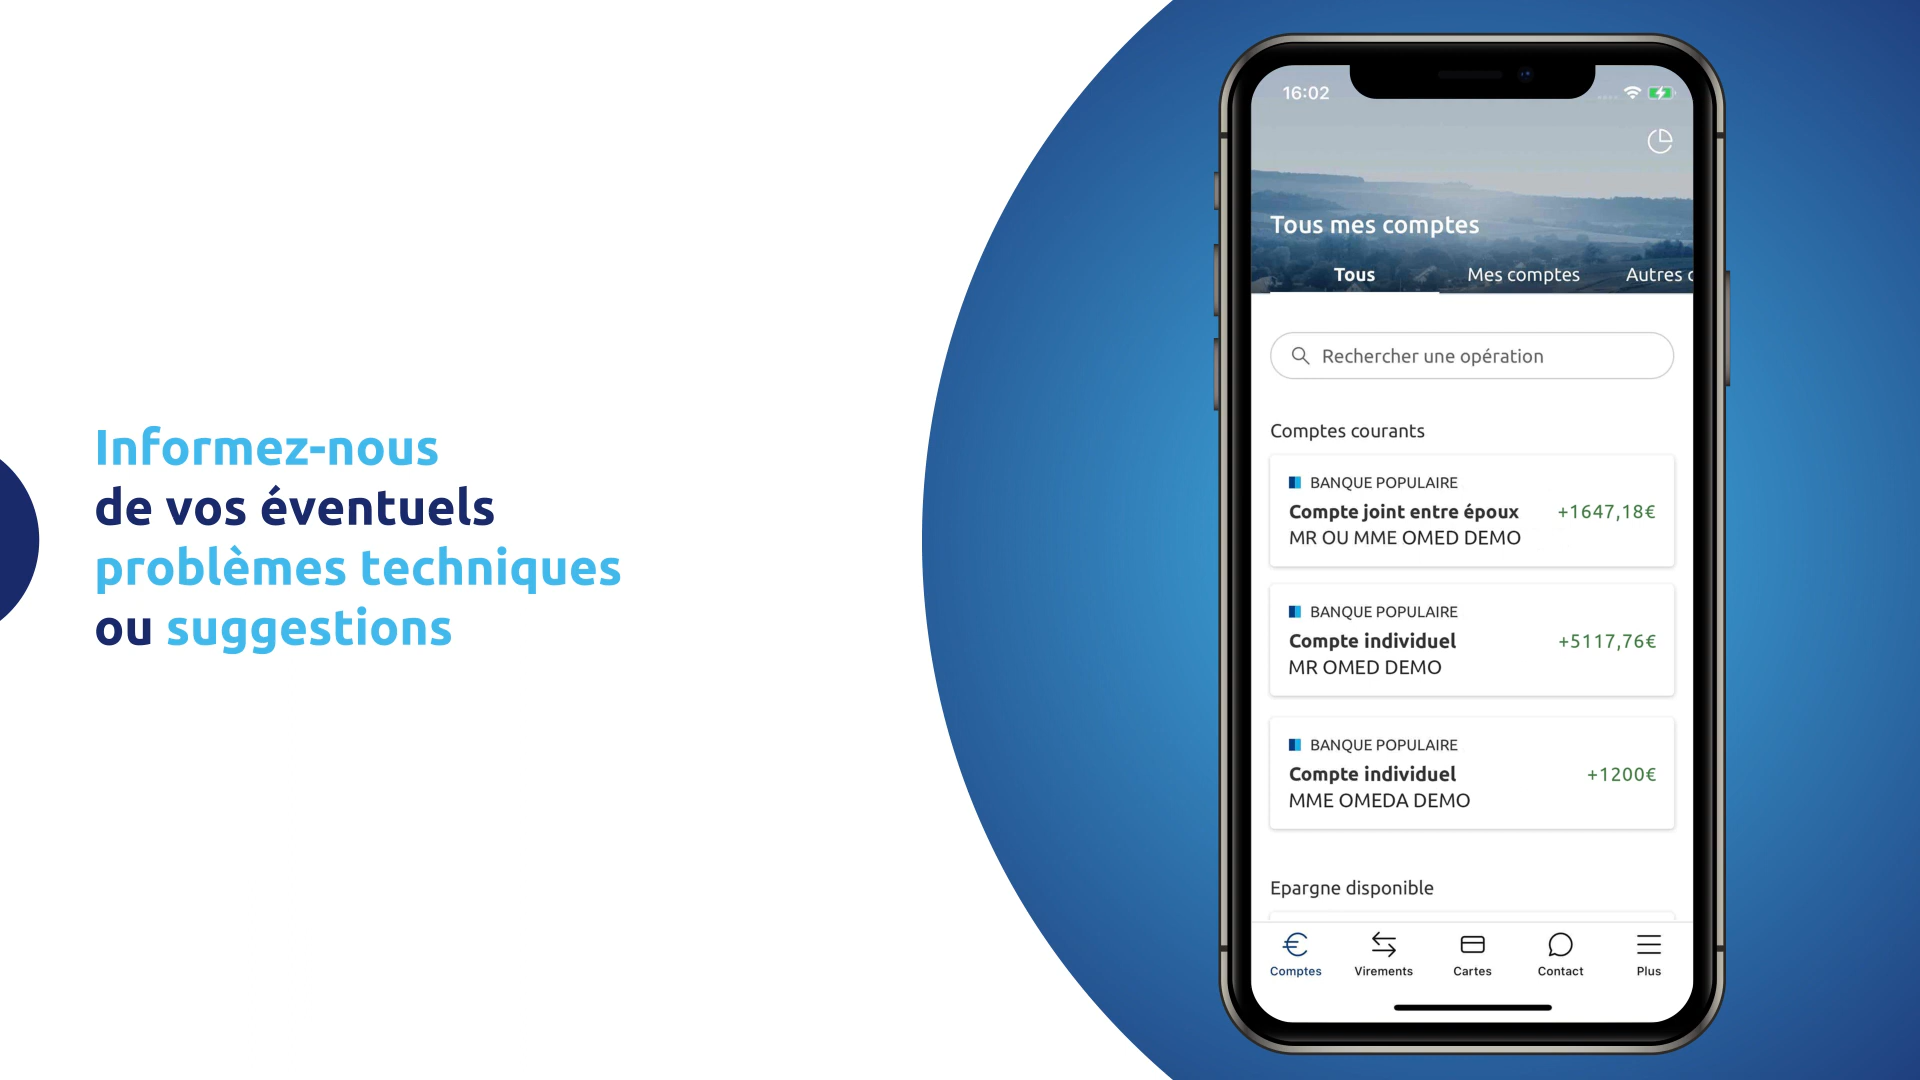 Informez-nous
de vos éventuels
problèmes techniques
ou suggestions
16:02
Tous mes comptes
Tous Mes comptes Autres c
Rechercher une opération
Comptes courants
BANQUE POPULAIRE
Compte joint entre époux +1647,18€
MR OU MME OMED DEMO
BANQUE POPULAIRE
Compte individuel +5117,76€
MR OMED DEMO
BANQUE POPULAIRE
Compte individuel +1200€
MME OMEDA DEMO
Epargne disponible
Comptes Virements Cartes Contact Plus